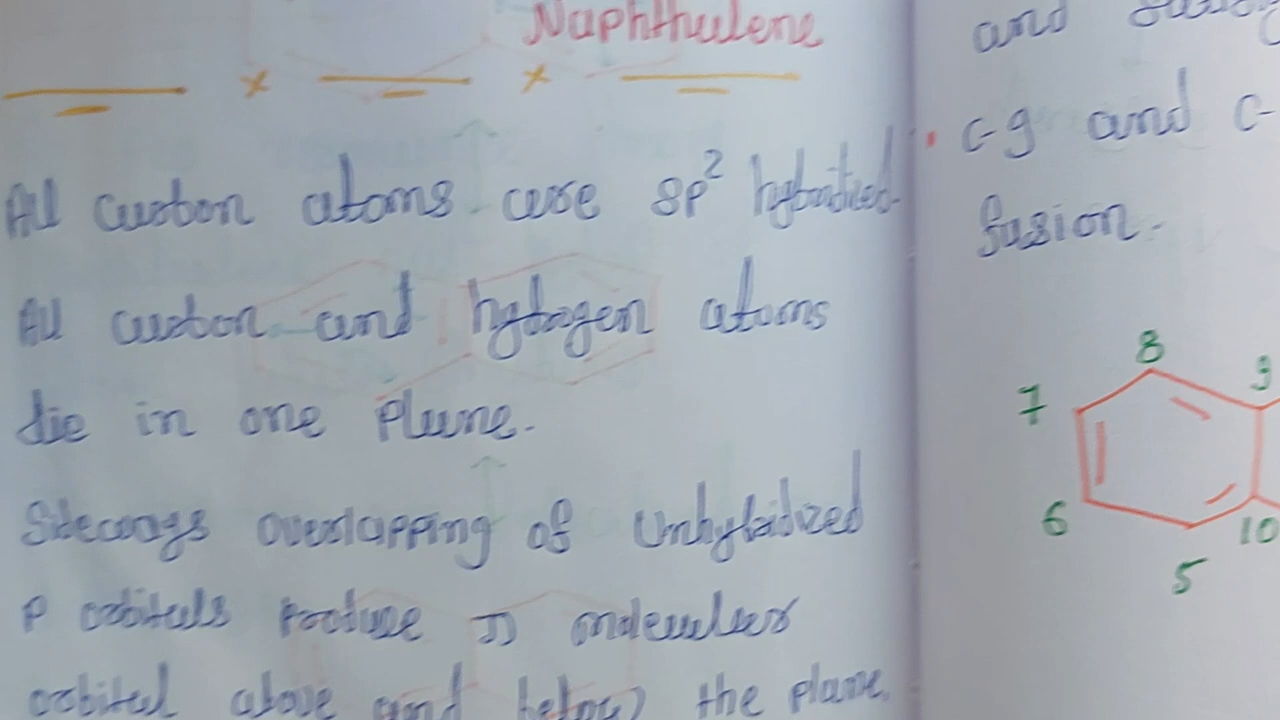 Naphthalene
All carbon atoms are sp² hybridized.
All carbon and hydrogen atoms
lie in one plane.
Sideways overlapping of unhybridized
p orbitals produce π molecular
orbital above and below the plane.
and
C-9 and C-
fusion.
8
9
7
6
10
5